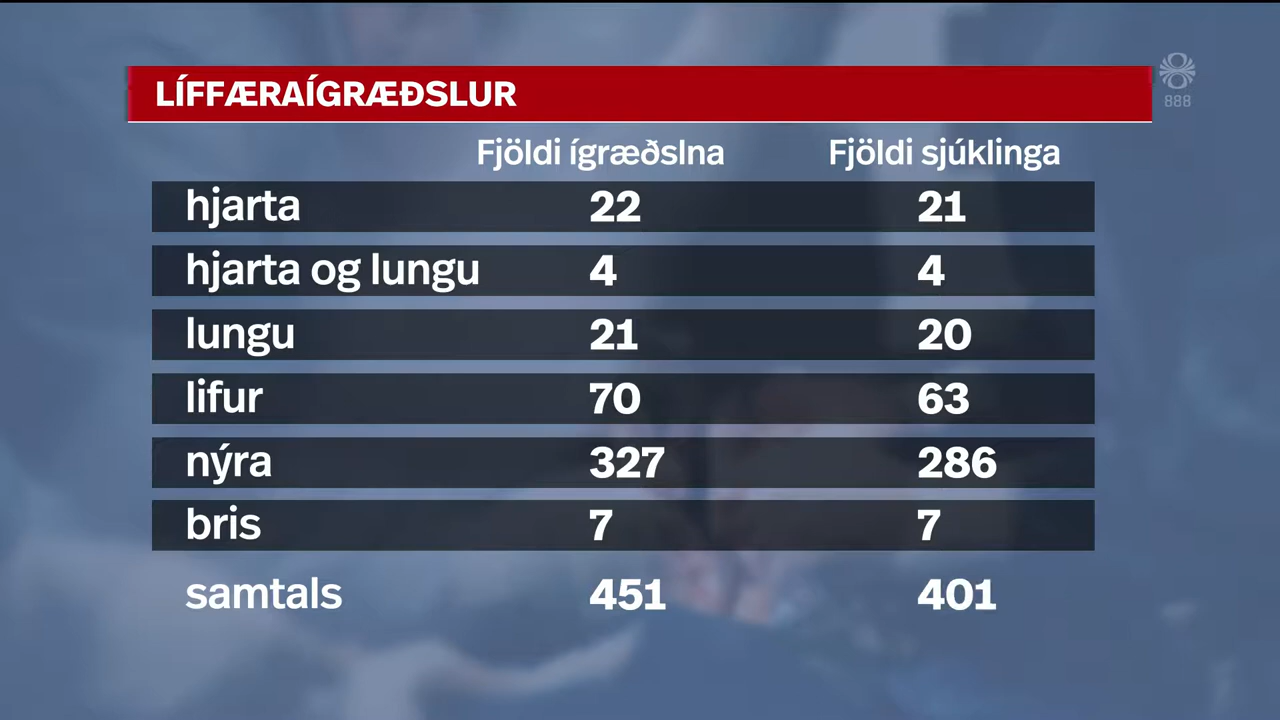 LÍFFÆRAÍGRÆÐSLUR
888
Fjöldi ígræðslna Fjöldi sjúklinga
hjarta 22 21
hjarta og lungu 4 4
lungu 21 20
lifur 70 63
nýra 327 286
bris 7 7
samtals 451 401